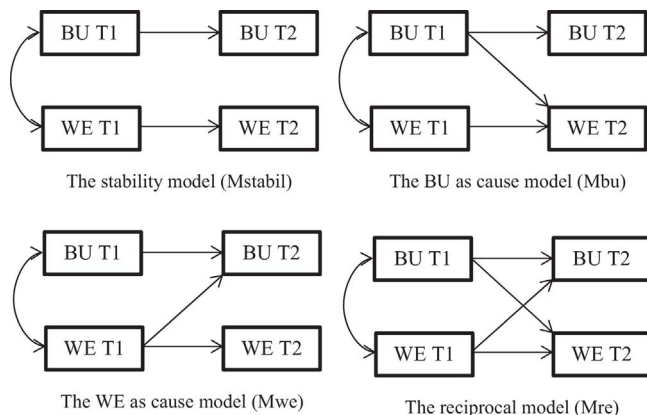 BU T1
BU T2
WE T1
WE T2
The stability model (Mstabil)
BU T1
BU T2
WE T1
WE T2
The BU as cause model (Mbu)
BU T1
BU T2
WE T1
WE T2
The WE as cause model (Mwe)
BU T1
BU T2
WE T1
WE T2
The reciprocal model (Mre)